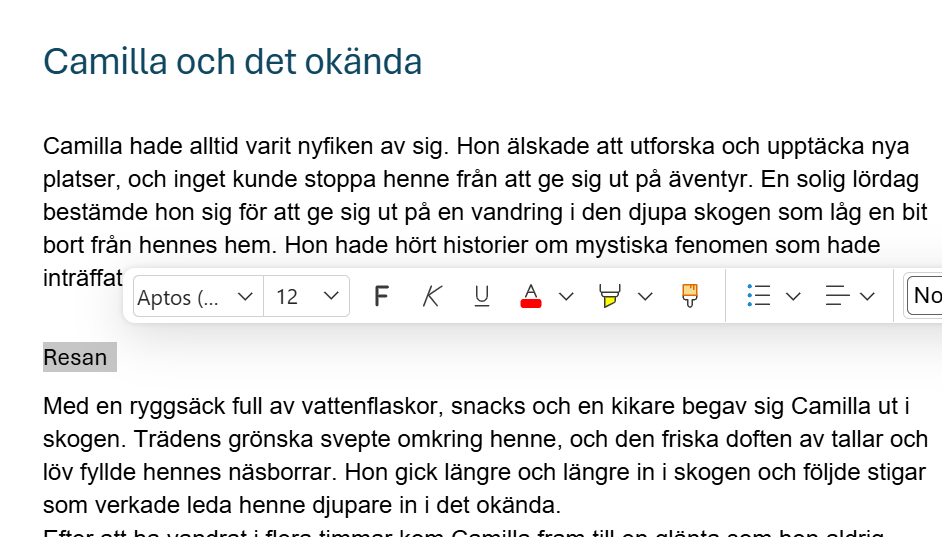 Camilla och det okända
Camilla hade alltid varit nyfiken av sig. Hon älskade att utforska och upptäcka nya
platser, och inget kunde stoppa henne från att ge sig ut på äventyr. En solig lördag
bestämde hon sig för att ge sig ut på en vandring i den djupa skogen som låg en bit
bort från hennes hem. Hon hade hört historier om mystiska fenomen som hade
inträffat
Aptos (... 12 F K U A No
Resan
Med en ryggsäck full av vattenflaskor, snacks och en kikare begav sig Camilla ut i
skogen. Trädens grönska svepte omkring henne, och den friska doften av tallar och
löv fyllde hennes näsborrar. Hon gick längre och längre in i skogen och följde stigar
som verkade leda henne djupare in i det okända.
Efter att ha vandrat i flera timmar kom Camilla fram till en glänta som hon aldrig